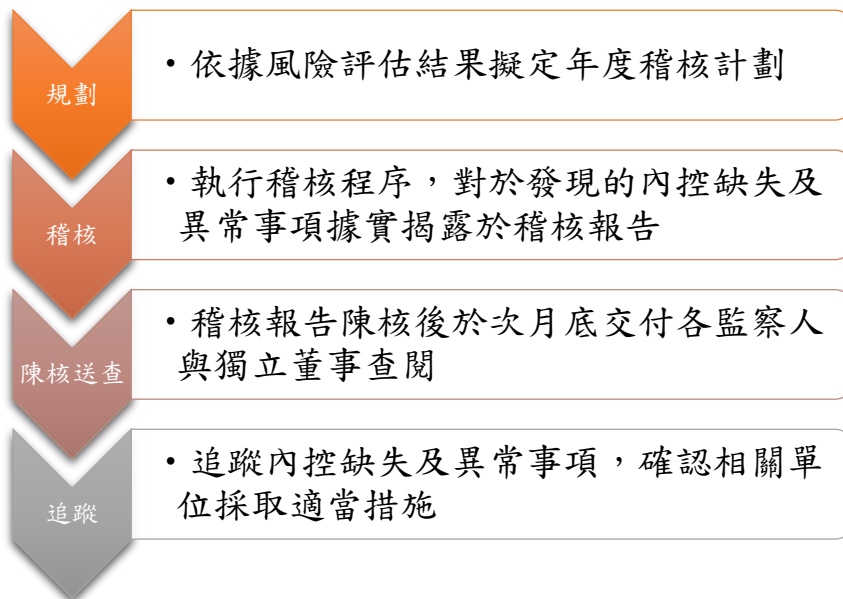 規劃
•依據風險評估結果擬定年度稽核計劃
稽核
•執行稽核程序，對於發現的內控缺失及
異常事項據實揭露於稽核報告
陳核送查
•稽核報告陳核後於次月底交付各監察人
與獨立董事查閱
追蹤
•追蹤內控缺失及異常事項，確認相關單
位採取適當措施